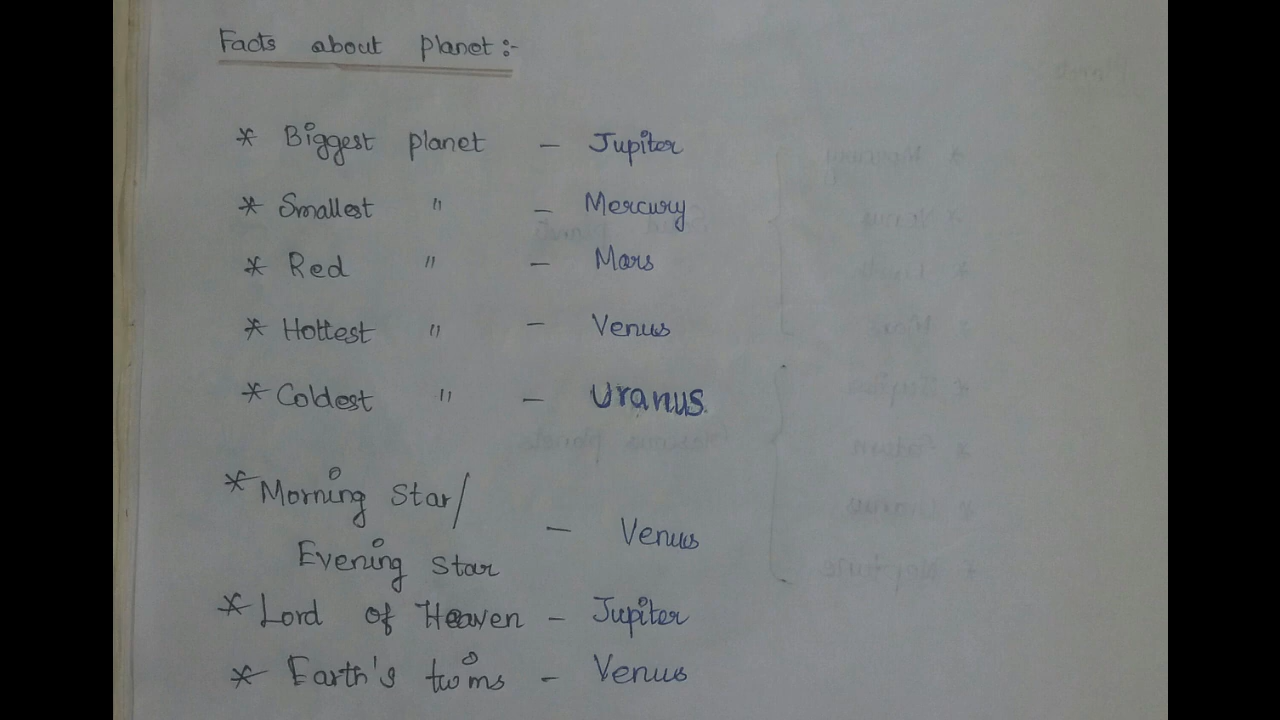 Facts about planet :-
* Biggest planet - Jupiter
* Smallest " - Mercury
* Red " - Mars
* Hottest " - Venus
* Coldest " - Uranus.
* Morning Star/
Evening Star - Venus
* Lord of Heaven - Jupiter
* Earth's twins - Venus